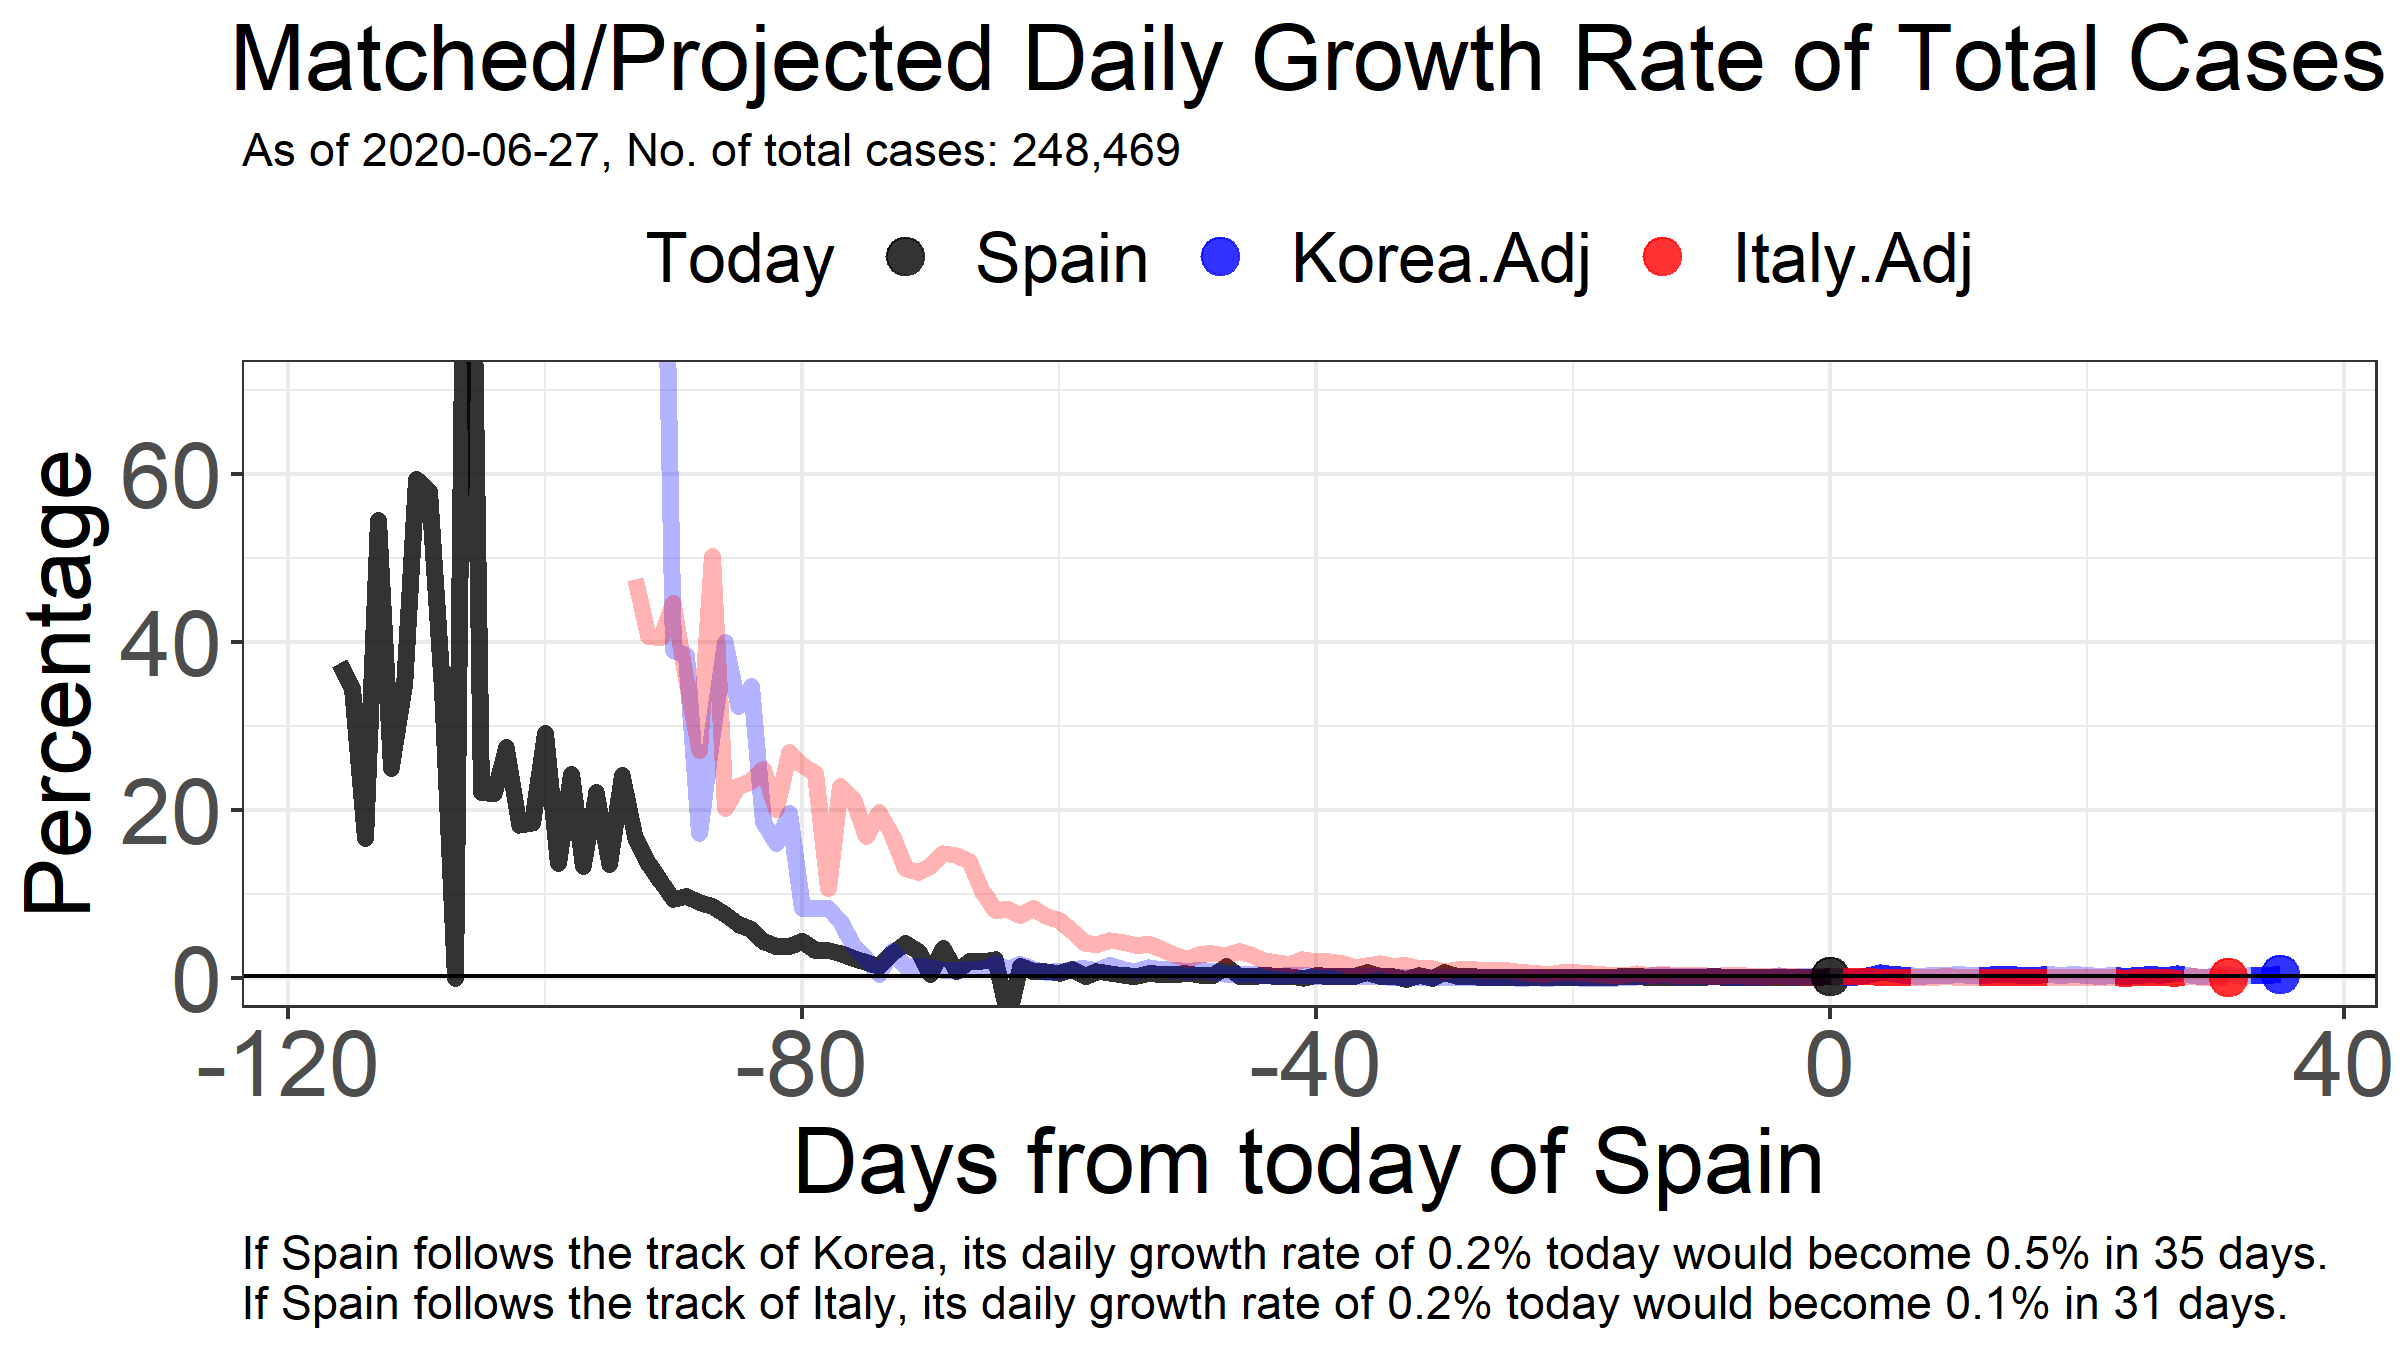 Matched/Projected Daily Growth Rate of Total Cases
As of 2020-06-27, No. of total cases: 248,469
Today Spain Korea.Adj Italy.Adj
Percentage
60
40
20
0
-120 -80 -40 0 40
Days from today of Spain
If Spain follows the track of Korea, its daily growth rate of 0.2% today would become 0.5% in 35 days.
If Spain follows the track of Italy, its daily growth rate of 0.2% today would become 0.1% in 31 days.